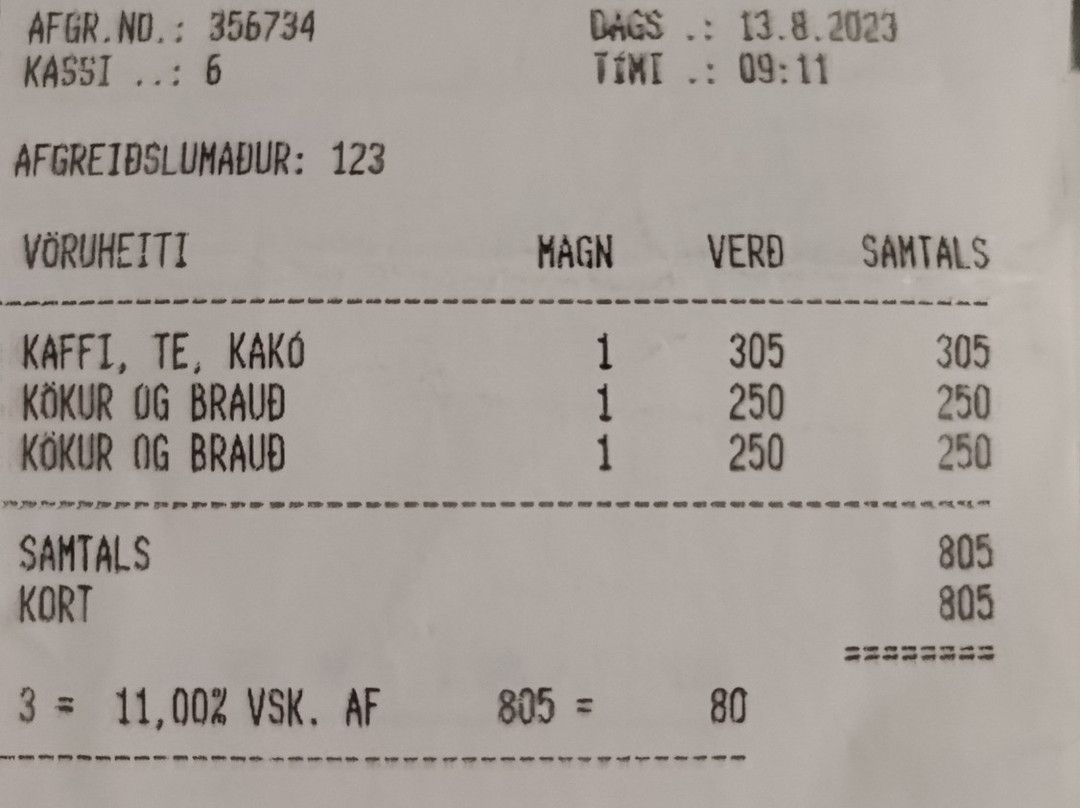 AFGR.NO.: 356734 DAGS .: 13.8.2023
KASSI ..: 6 TÍMI .: 09:11
AFGREIÐSLUMAÐUR: 123
VÖRUHEITI MAGN VERÐ SAMTALS
KAFFI, TE, KAKÓ 1 305 305
KÖKUR OG BRAUÐ 1 250 250
KÖKUR OG BRAUÐ 1 250 250
SAMTALS 805
KORT 805
========
3 = 11,00% VSK. AF 805 = 80